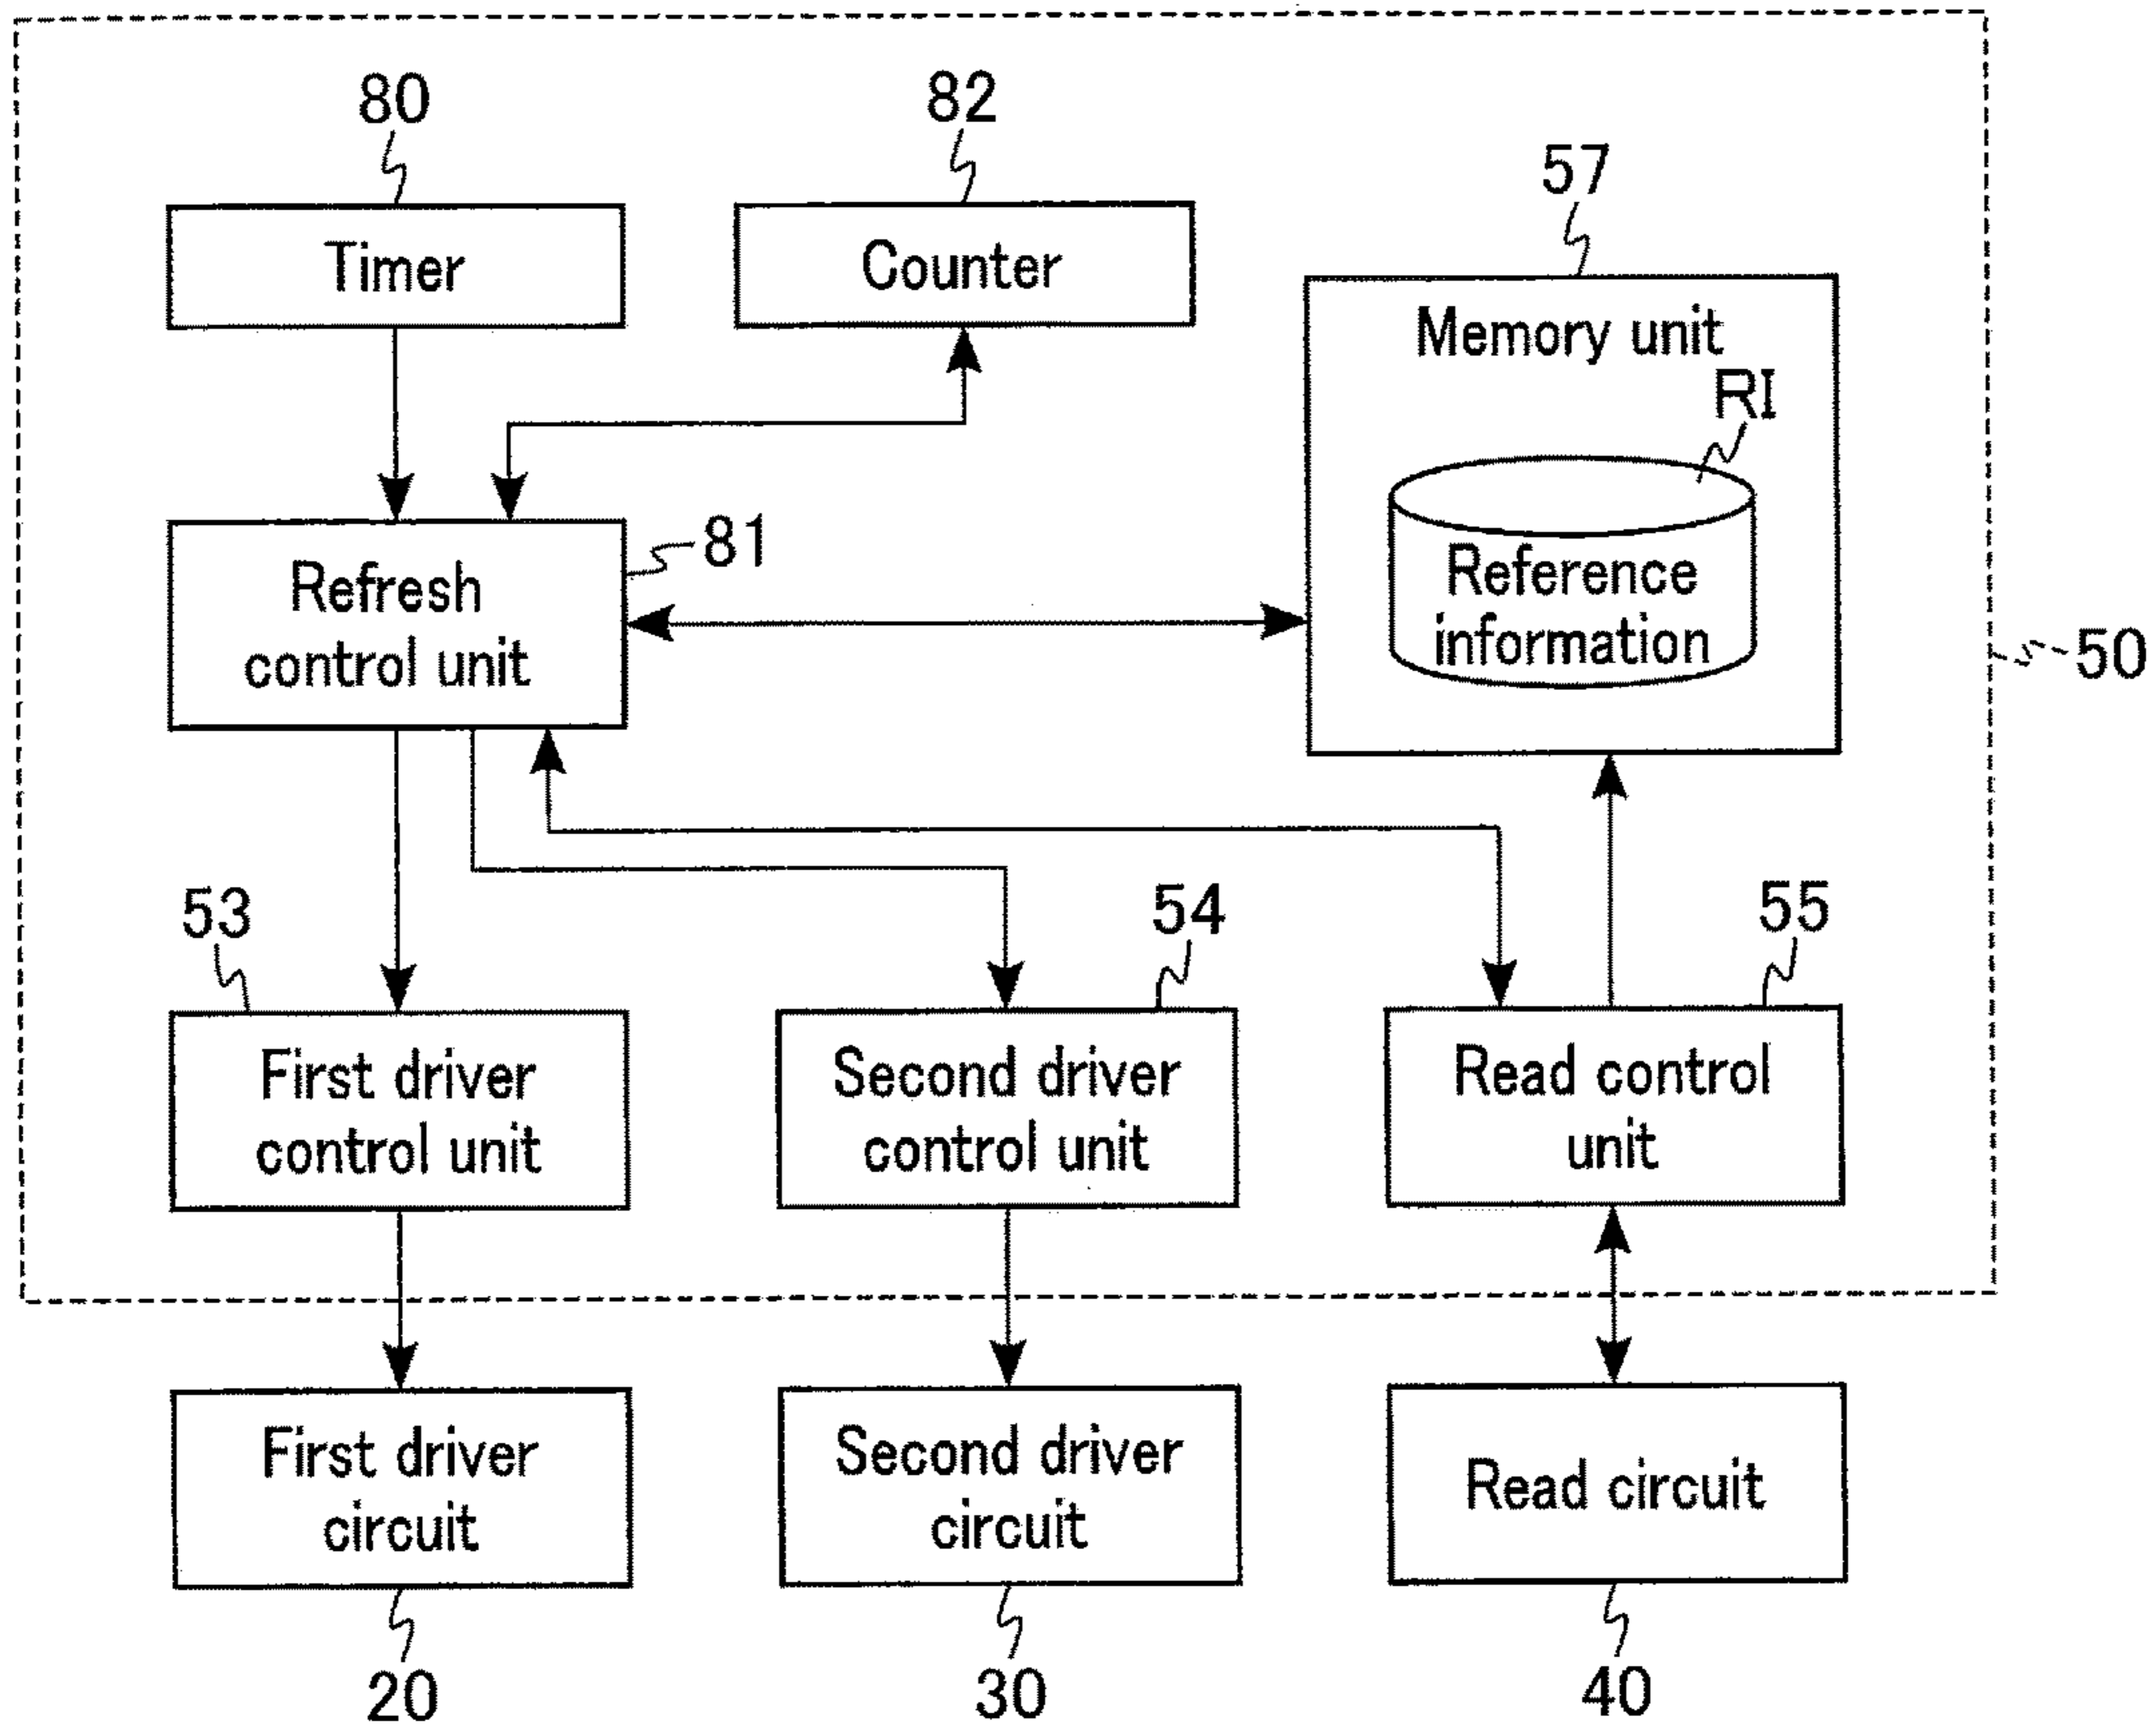 80
82
57
Timer
Counter
Memory unit
RI
81
Refresh
control unit
Reference
information
50
53
54
55
First driver
control unit
Second driver
control unit
Read control
unit
First driver
circuit
Second driver
circuit
Read circuit
20
30
40